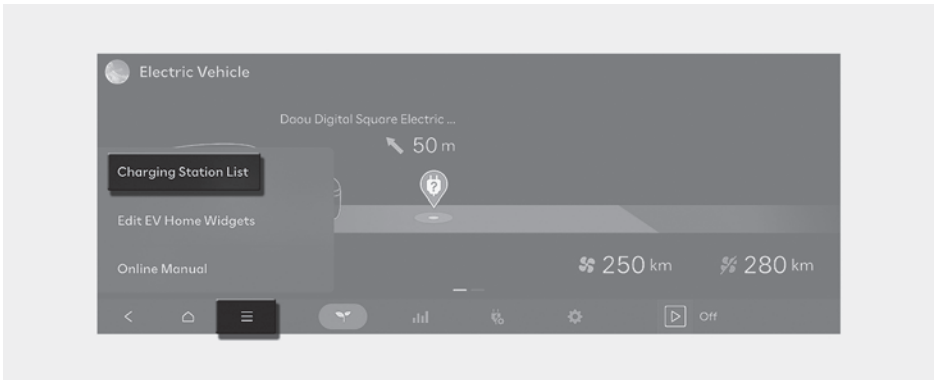 Electric Vehicle
Daou Digital Square Electric ...
50 m
Charging Station List
Edit EV Home Widgets
Online Manual
250 km
280 km
Off